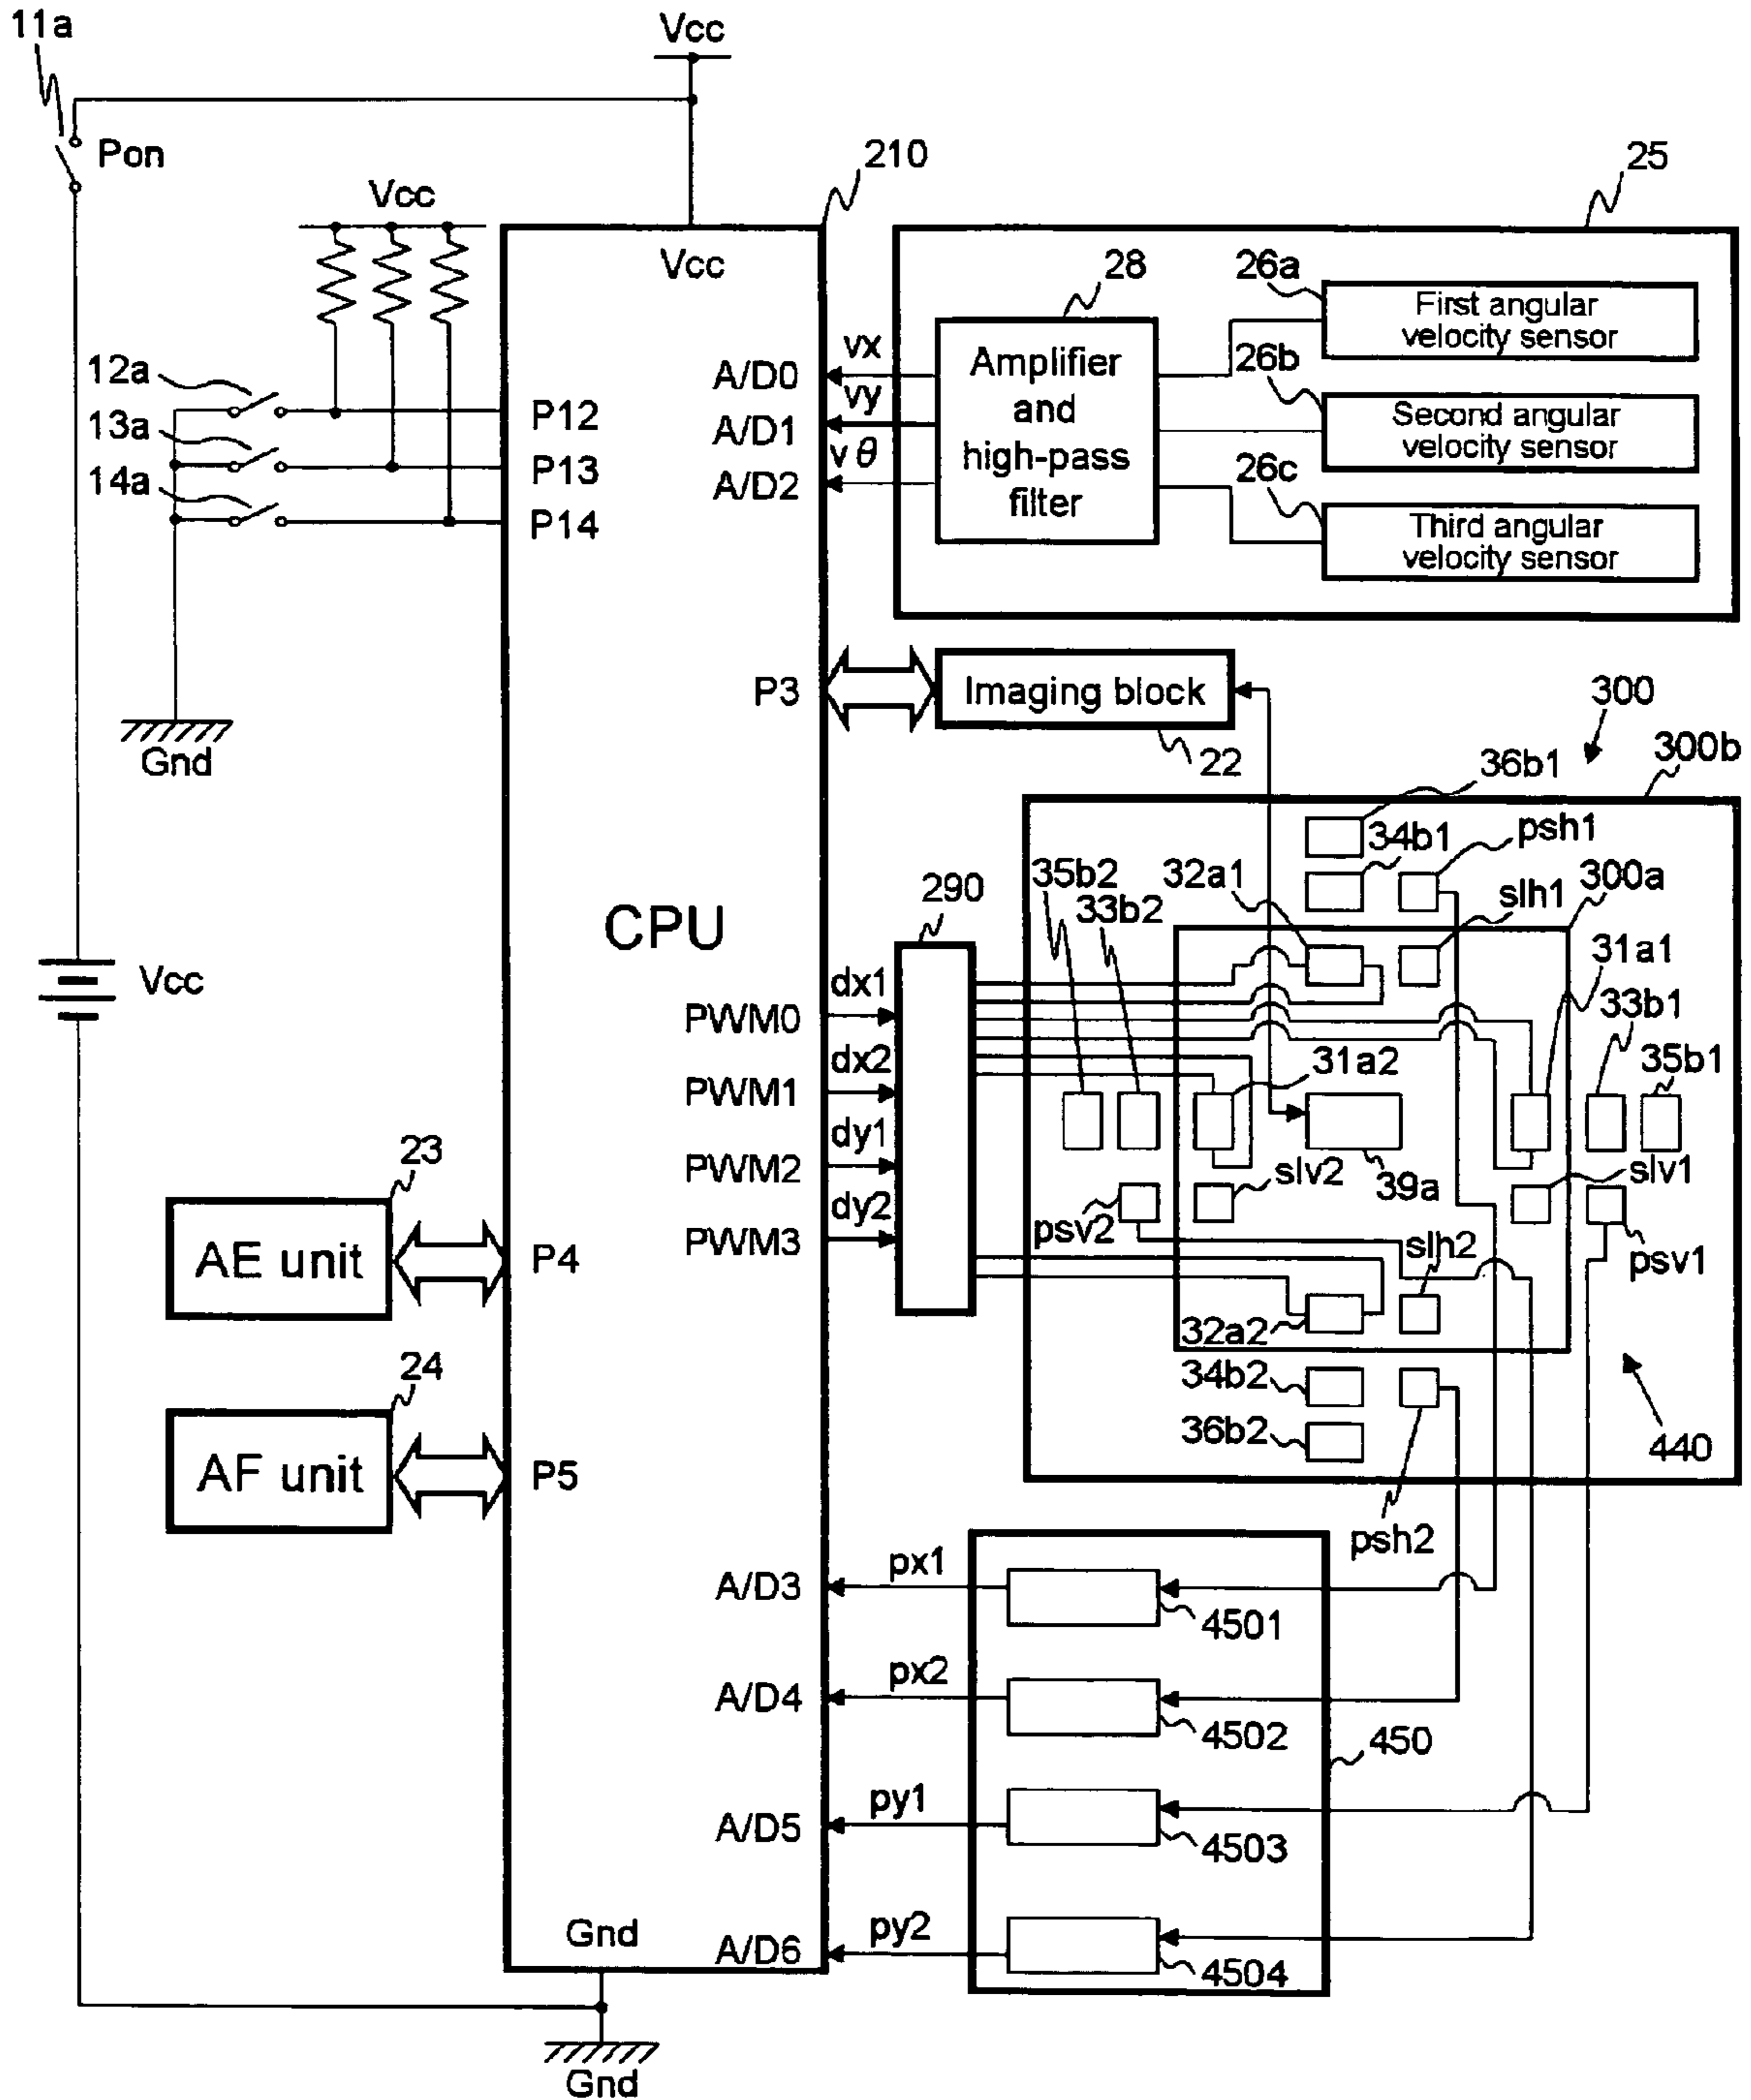 11a
Vcc
Pon
210
25
Vcc
Vcc
28
26a
First angular
velocity sensor
vx
A/D0
Amplifier
and
high-pass
filter
26b
Second angular
velocity sensor
12a
P12
vy
A/D1
13a
P13
vθ
A/D2
26c
Third angular
velocity sensor
14a
P14
P3
Imaging block
22
Gnd
300
300b
36b1
34b1
psh1
35b2
33b2
32a1
slh1
300a
290
CPU
31a1
33b1
35b1
Vcc
dx1
PWM0
dx2
PWM1
31a2
dy1
PWM2
39a
slv1
23
AE unit
P4
dy2
PWM3
psv2
slv2
slh2
psv1
32a2
24
AF unit
P5
34b2
36b2
440
psh2
A/D3
px1
4501
A/D4
px2
4502
450
A/D5
py1
4503
Gnd
A/D6
py2
4504
Gnd